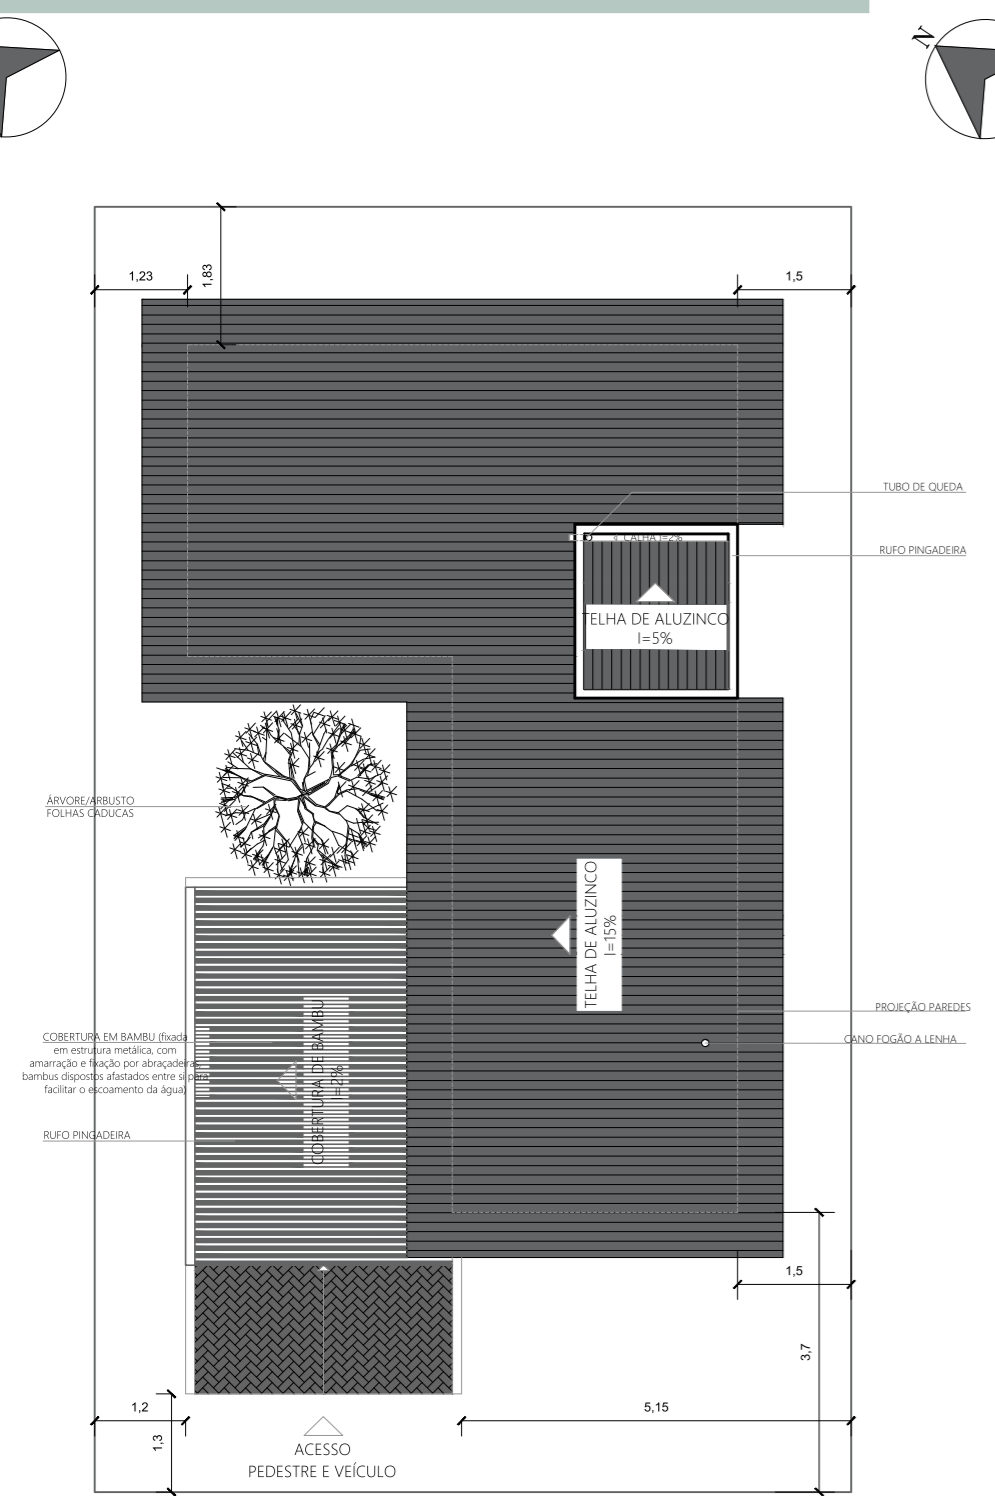 N
1,23
1,83
1,5
TUBO DE QUEDA
CALHA I=2%
RUFO PINGADEIRA
TELHA DE ALUZINCO
I=5%
ÁRVORE/ARBUSTO
FOLHAS CADUCAS
TELHA DE ALUZINCO
I=15%
PROJEÇÃO PAREDES
CANO FOGÃO A LENHA
COBERTURA EM BAMBU (fixada
em estrutura metálica, com
amarração e fixação por abraçadeiras,
bambus dispostos afastados entre si para
facilitar o escoamento da água)
COBERTURA DE BAMBU
I=2%
RUFO PINGADEIRA
1,5
3,7
1,2
1,3
5,15
ACESSO
PEDESTRE E VEÍCULO